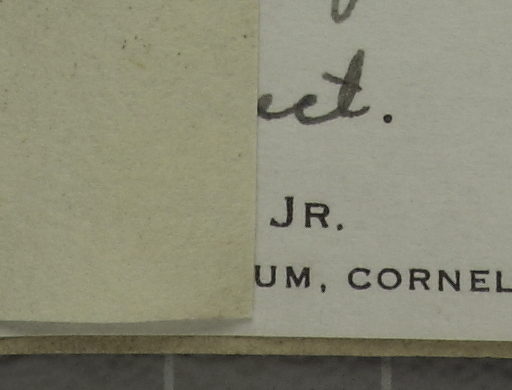 ect.
JR.
UM, CORNEL